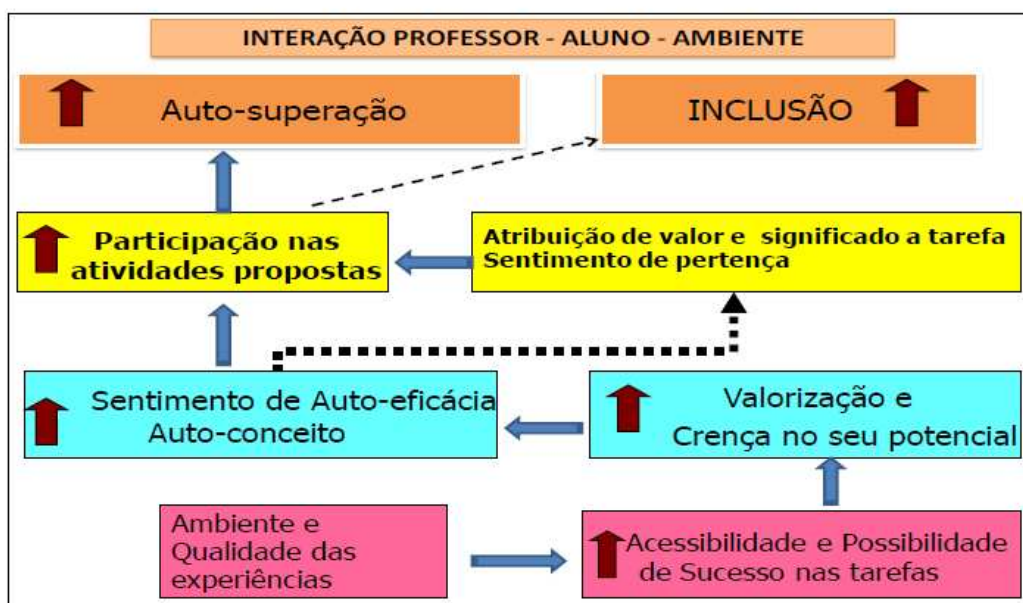 INTERAÇÃO PROFESSOR - ALUNO - AMBIENTE
Auto-superação
INCLUSÃO
Participação nas
atividades propostas
Atribuição de valor e significado a tarefa
Sentimento de pertença
Sentimento de Auto-eficácia
Auto-conceito
Valorização e
Crença no seu potencial
Ambiente e
Qualidade das
experiências
Acessibilidade e Possibilidade
de Sucesso nas tarefas